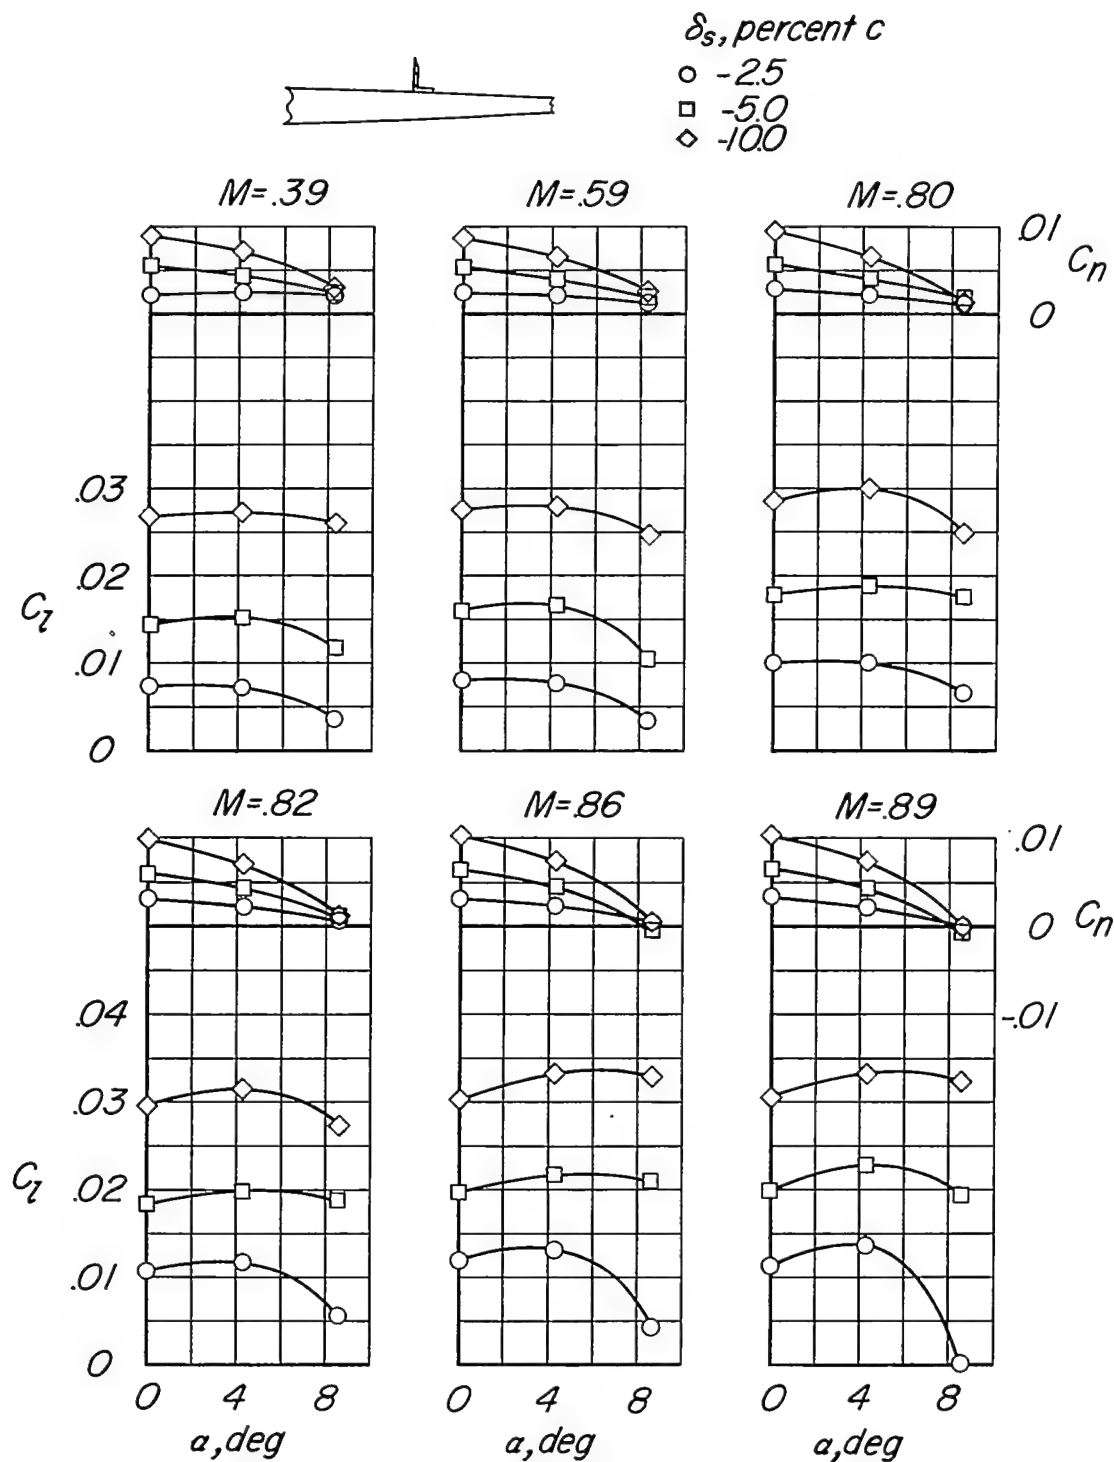 δs, percent c
○ -2.5
□ -5.0
◇ -10.0
M=.39
M=.59
M=.80
.01
Cn
0
.03
.02
Cl
.01
0
M=.82
M=.86
M=.89
.01
0 Cn
.04
-.01
.03
Cl
.02
.01
0
0 4 8
0 4 8
0 4 8
α, deg
α, deg
α, deg